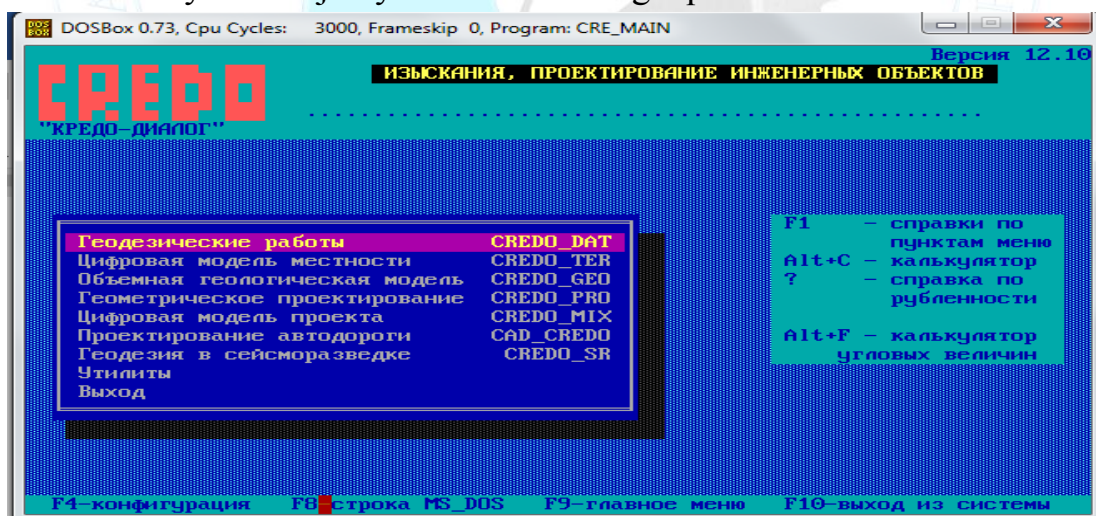 DOSBox 0.73, Cpu Cycles: 3000, Frameskip 0, Program: CRE_MAIN
Версия 12.10
CREDO
ИЗЫСКАНИЯ, ПРОЕКТИРОВАНИЕ ИНЖЕНЕРНЫХ ОБЪЕКТОВ
"КРЕДО-ДИАЛОГ"
Геодезические работы CREDO_DAT
Цифровая модель местности CREDO_TER
Объемная геологическая модель CREDO_GEO
Геометрическое проектирование CREDO_PRO
Цифровая модель проекта CREDO_MIX
Проектирование автодороги CAD_CREDO
Геодезия в сейсморазведке CREDO_SR
Утилиты
Выход
F1 – справки по
пунктам меню
Alt+C – калькулятор
? – справка по
рубленности
Alt+F – калькулятор
угловых величин
F4-конфигурация F8-строка MS_DOS F9-главное меню F10-выход из системы